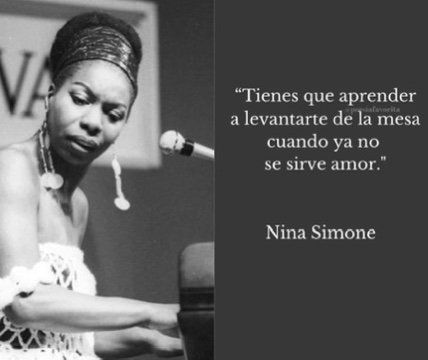 “Tienes que aprender
a levantarte de la mesa
cuando ya no
se sirve amor."
Nina Simone